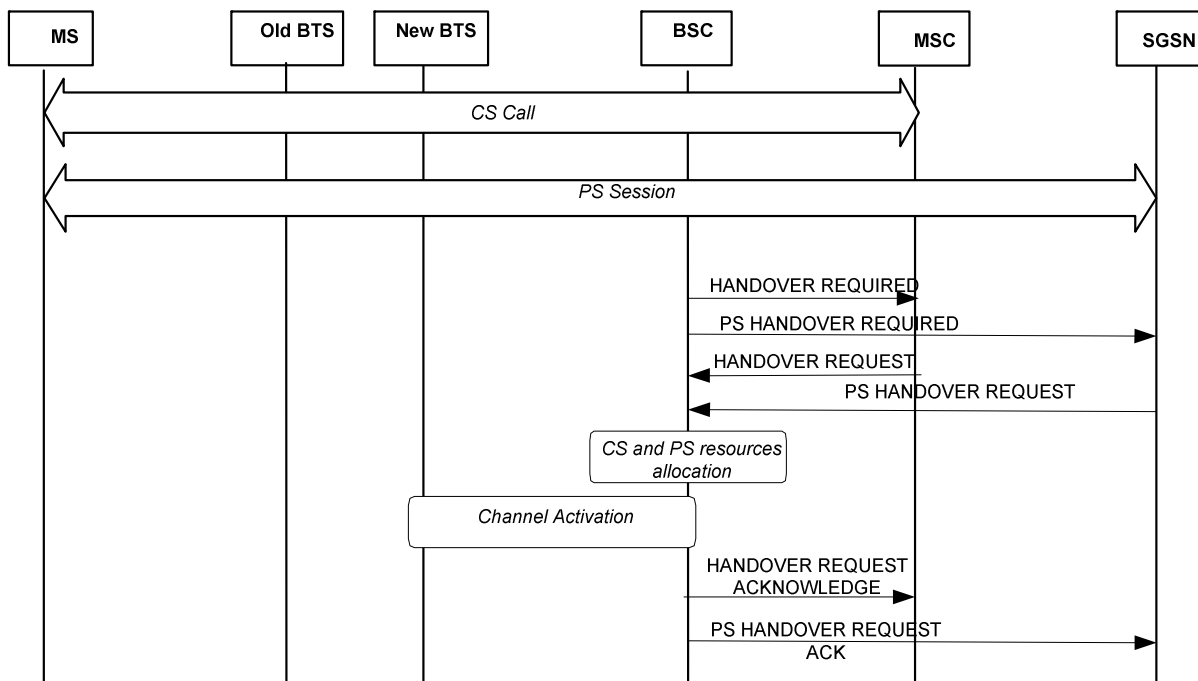 MS
Old BTS
New BTS
BSC
MSC
SGSN
CS Call
PS Session
HANDOVER REQUIRED
PS HANDOVER REQUIRED
HANDOVER REQUEST
PS HANDOVER REQUEST
CS and PS resources
allocation
Channel Activation
HANDOVER REQUEST
ACKNOWLEDGE
PS HANDOVER REQUEST
ACK